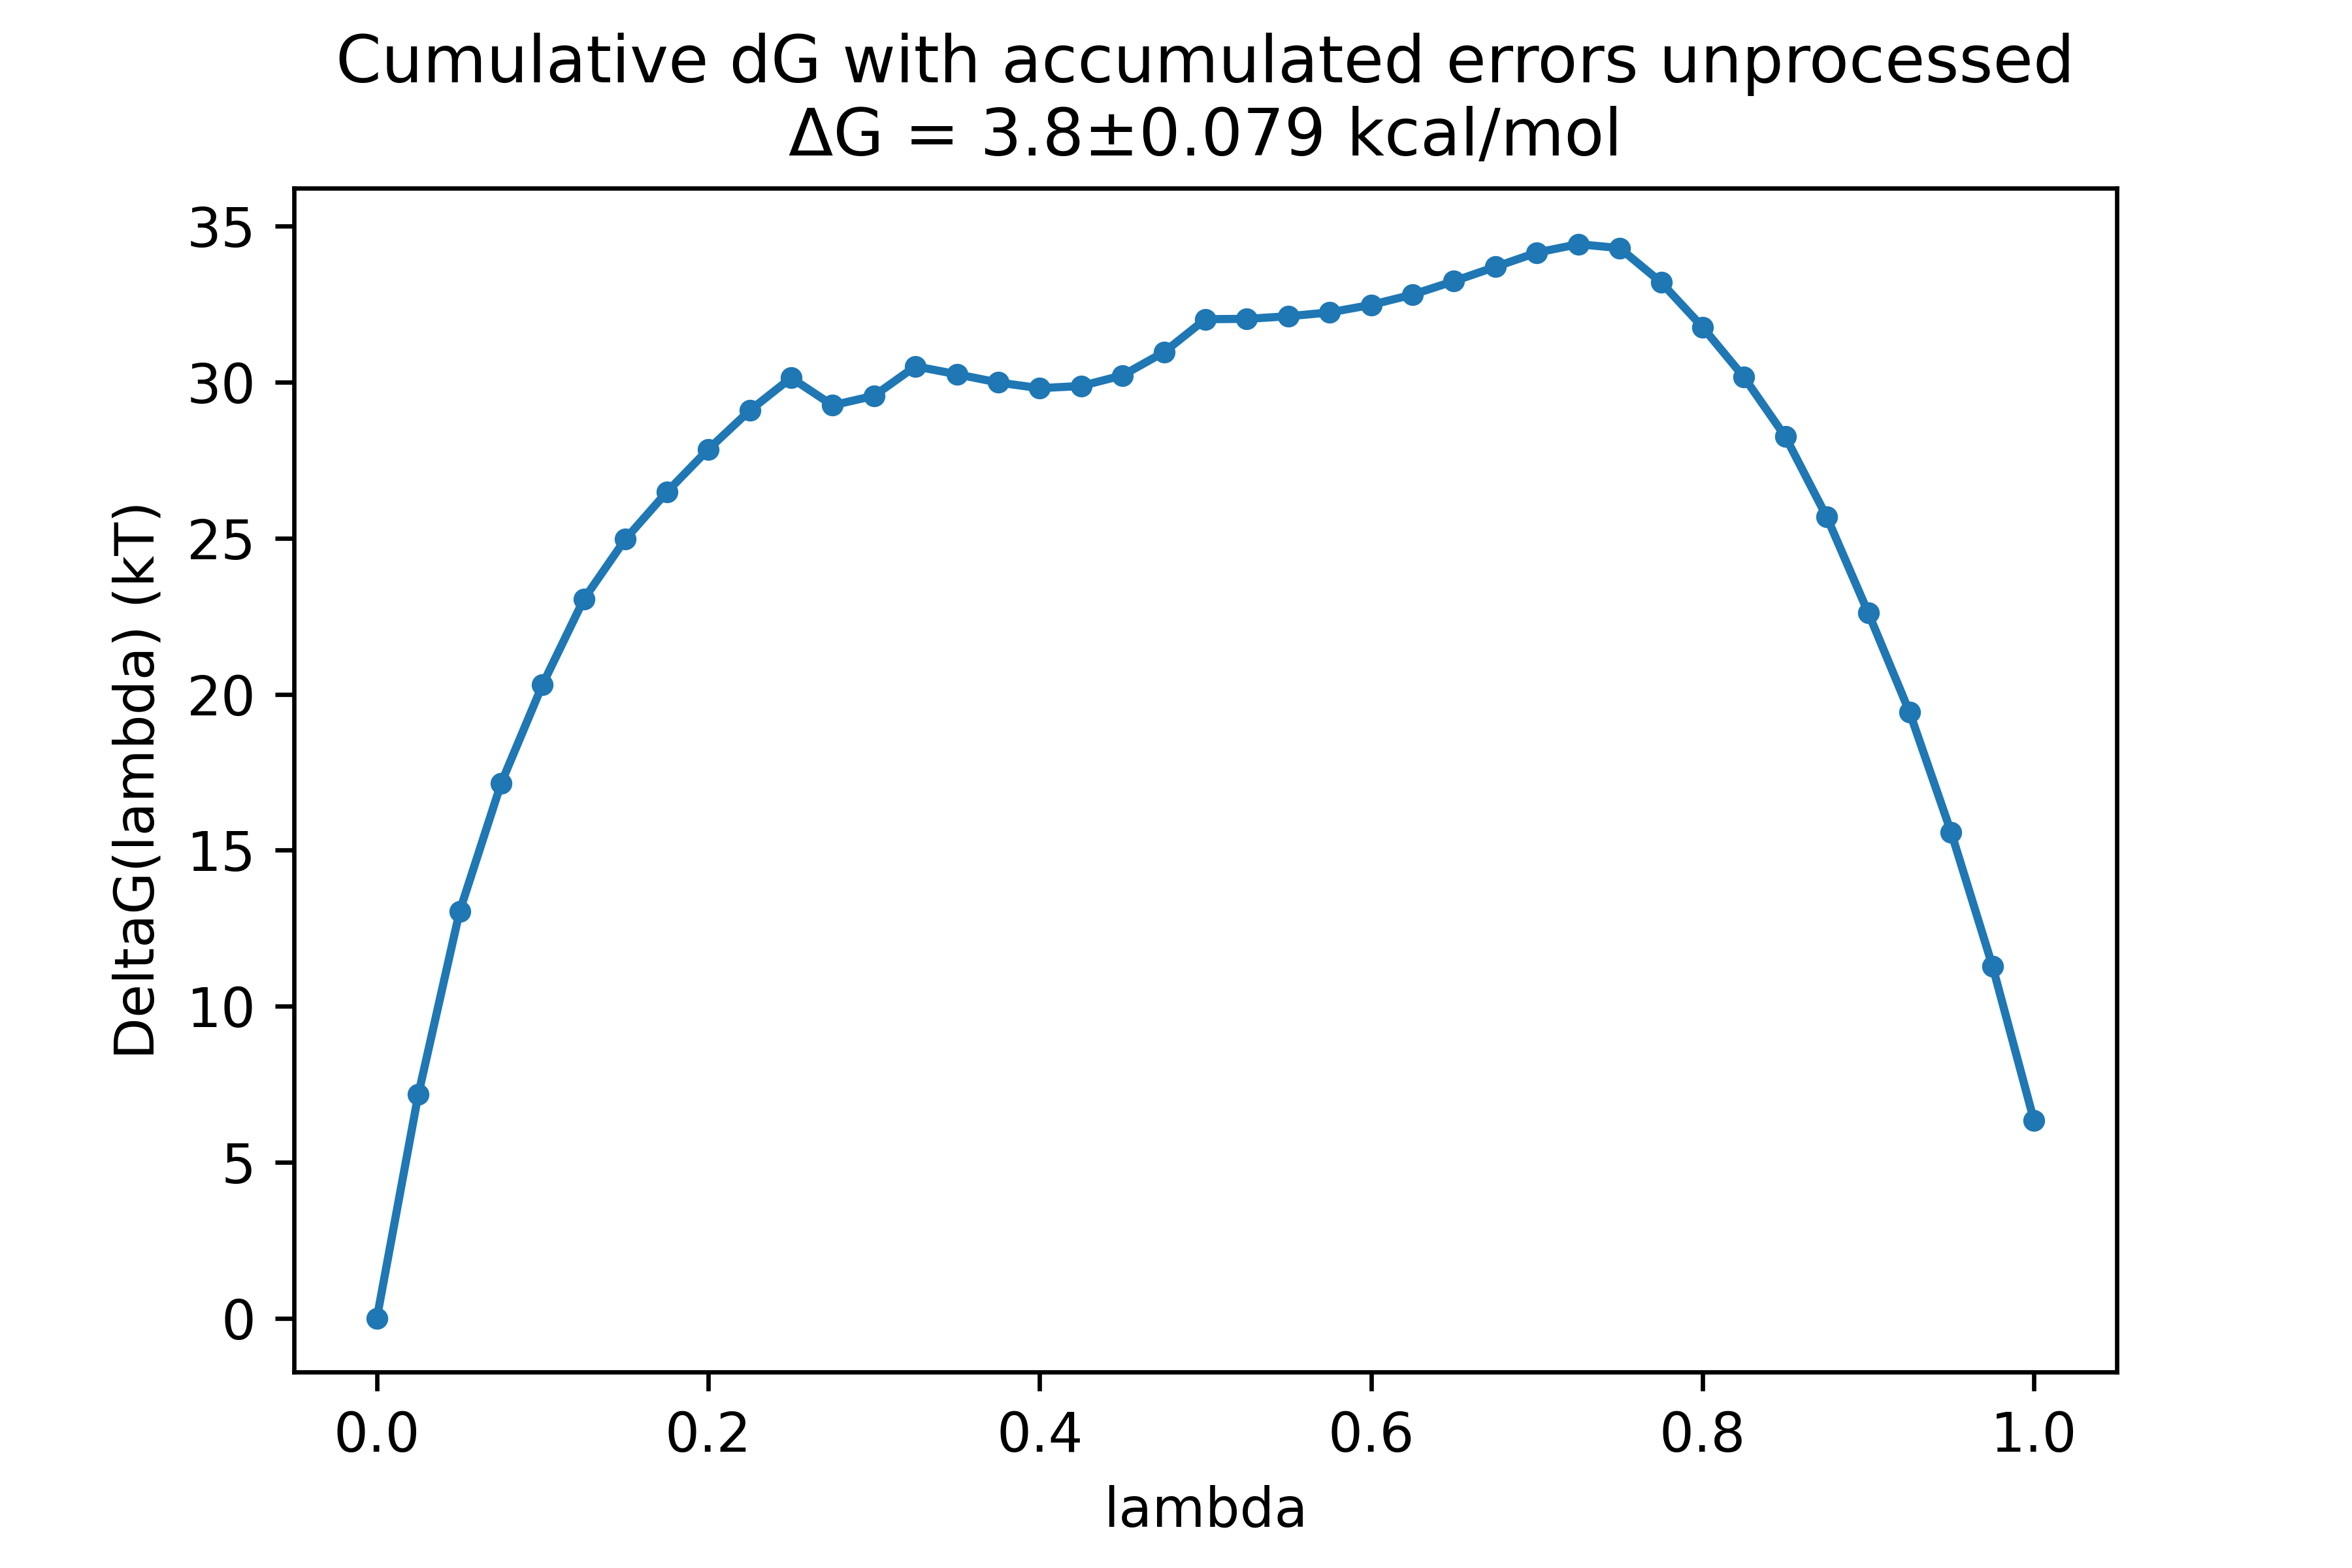 Cumulative dG with accumulated errors unprocessed
ΔG = 3.8±0.079 kcal/mol
35
30
25
20
15
10
5
0
DeltaG(lambda) (kT)
0.0 0.2 0.4 0.6 0.8 1.0
lambda